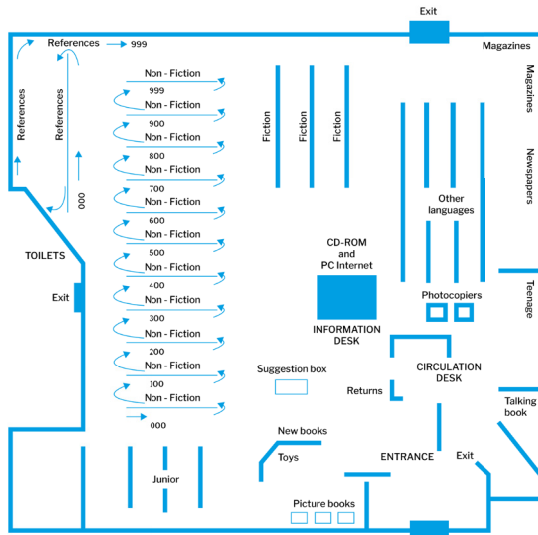 Exit
References
999
Magazines
References
References
000
Non - Fiction
999
Non - Fiction
900
Non - Fiction
800
Non - Fiction
700
Non - Fiction
600
Non - Fiction
500
Non - Fiction
400
Non - Fiction
300
Non - Fiction
200
Non - Fiction
100
Non - Fiction
000
Fiction
Fiction
Fiction
Magazines
Newspapers
Other
languages
TOILETS
Exit
CD-ROM
and
PC Internet
INFORMATION
DESK
Photocopiers
Teenage
Suggestion box
Returns
CIRCULATION
DESK
Talking
book
New books
Toys
ENTRANCE
Exit
Junior
Picture books